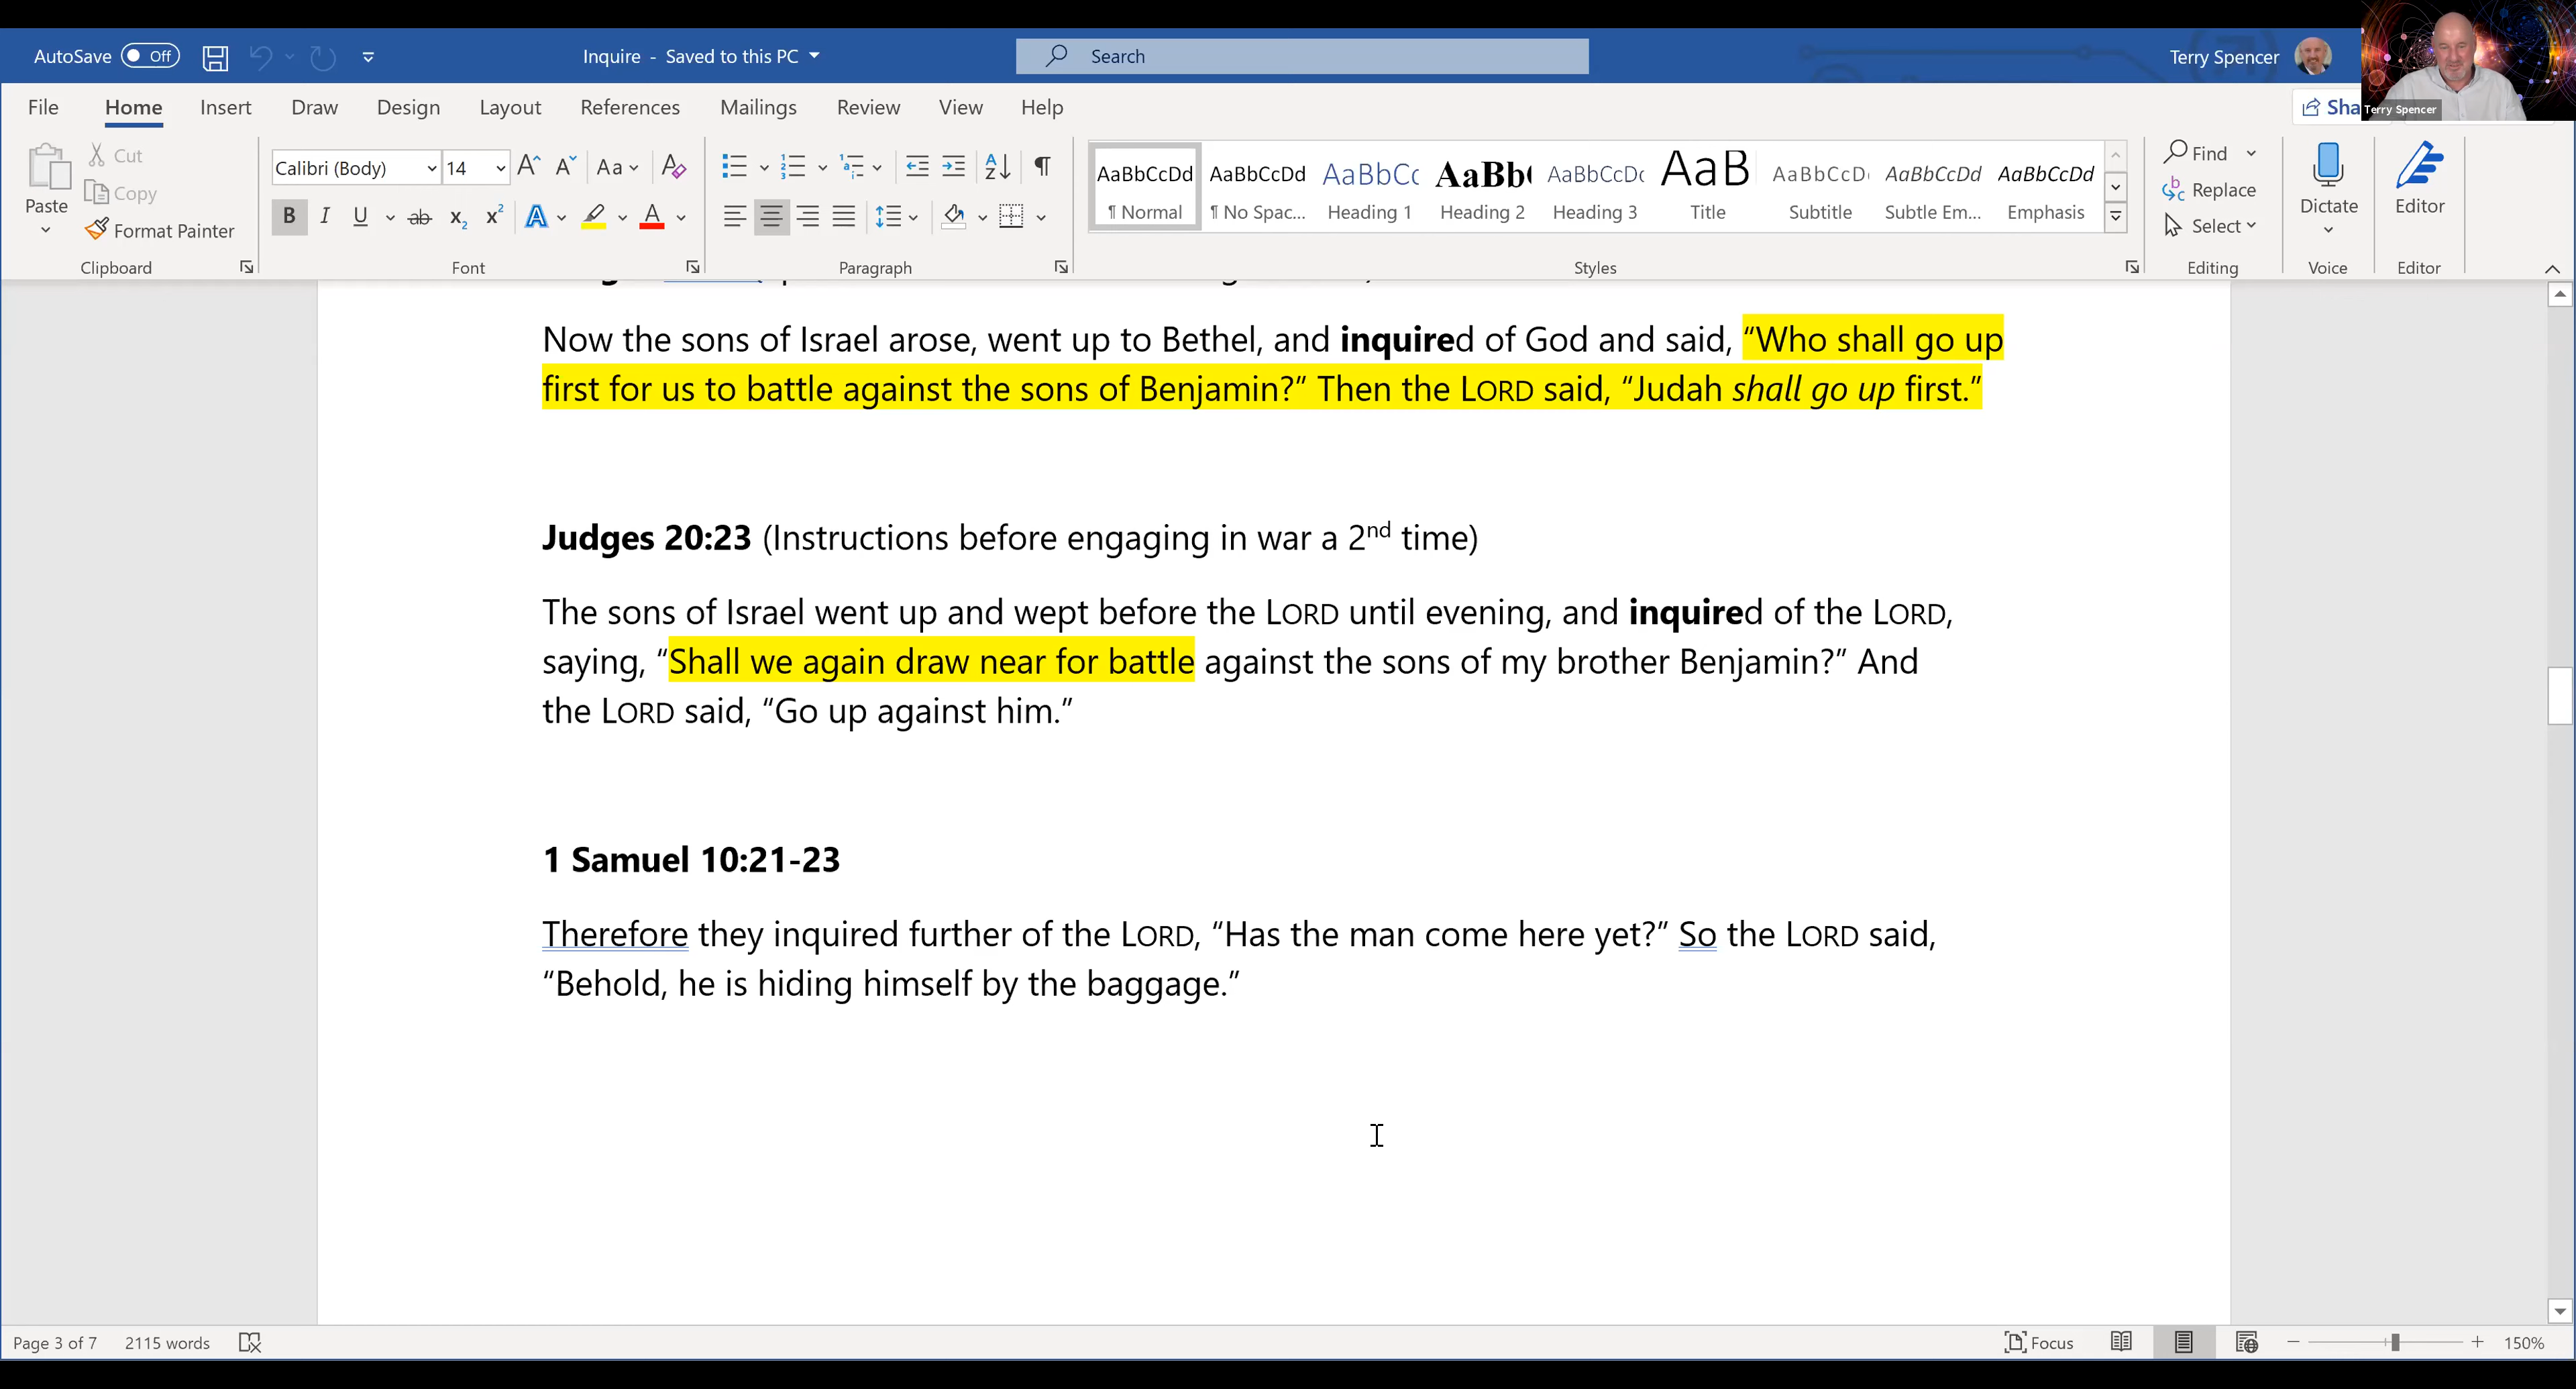 AutoSave Off Inquire - Saved to this PC Search Terry Spencer
File Home Insert Draw Design Layout References Mailings Review View Help Sha Terry Spencer
Paste Cut Copy Format Painter
Calibri (Body) 14
AaBbCcDd AaBbCcDd AaBbCc AaBb AaBbCcDc AaB AaBbCcD AaBbCcDd AaBbCcDd
¶ Normal ¶ No Spac... Heading 1 Heading 2 Heading 3 Title Subtitle Subtle Em... Emphasis
Find
Replace
Select
Dictate Editor
Clipboard Font Paragraph Styles Editing Voice Editor
Now the sons of Israel arose, went up to Bethel, and inquired of God and said, “Who shall go up
first for us to battle against the sons of Benjamin?” Then the LORD said, “Judah shall go up first.”
Judges 20:23 (Instructions before engaging in war a 2nd time)
The sons of Israel went up and wept before the LORD until evening, and inquired of the LORD,
saying, “Shall we again draw near for battle against the sons of my brother Benjamin?” And
the LORD said, “Go up against him.”
1 Samuel 10:21-23
Therefore they inquired further of the LORD, “Has the man come here yet?” So the LORD said,
“Behold, he is hiding himself by the baggage.”
Page 3 of 7 2115 words Focus 150%